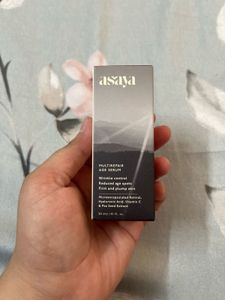 asaya
MULTIREPAIR
AGE SERUM
Wrinkle control
Reduced age spots
Firm and plump skin
Microencapsulated Retinal,
Hyaluronic Acid, Vitamin C
& Pea Seed Extract